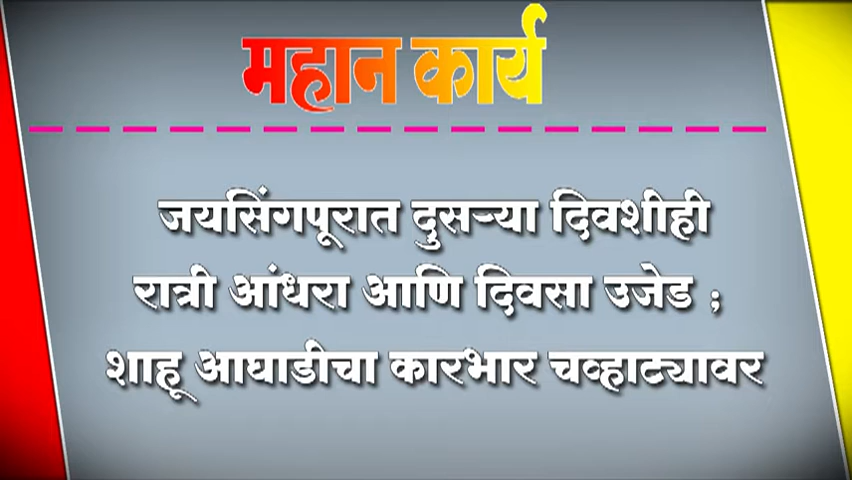 महान कार्य
जयसिंगपूरात दुसऱ्या दिवशीही
रात्री आंधरा आणि दिवसा उजेड ;
शाहू आघाडीचा कारभार चव्हाट्यावर